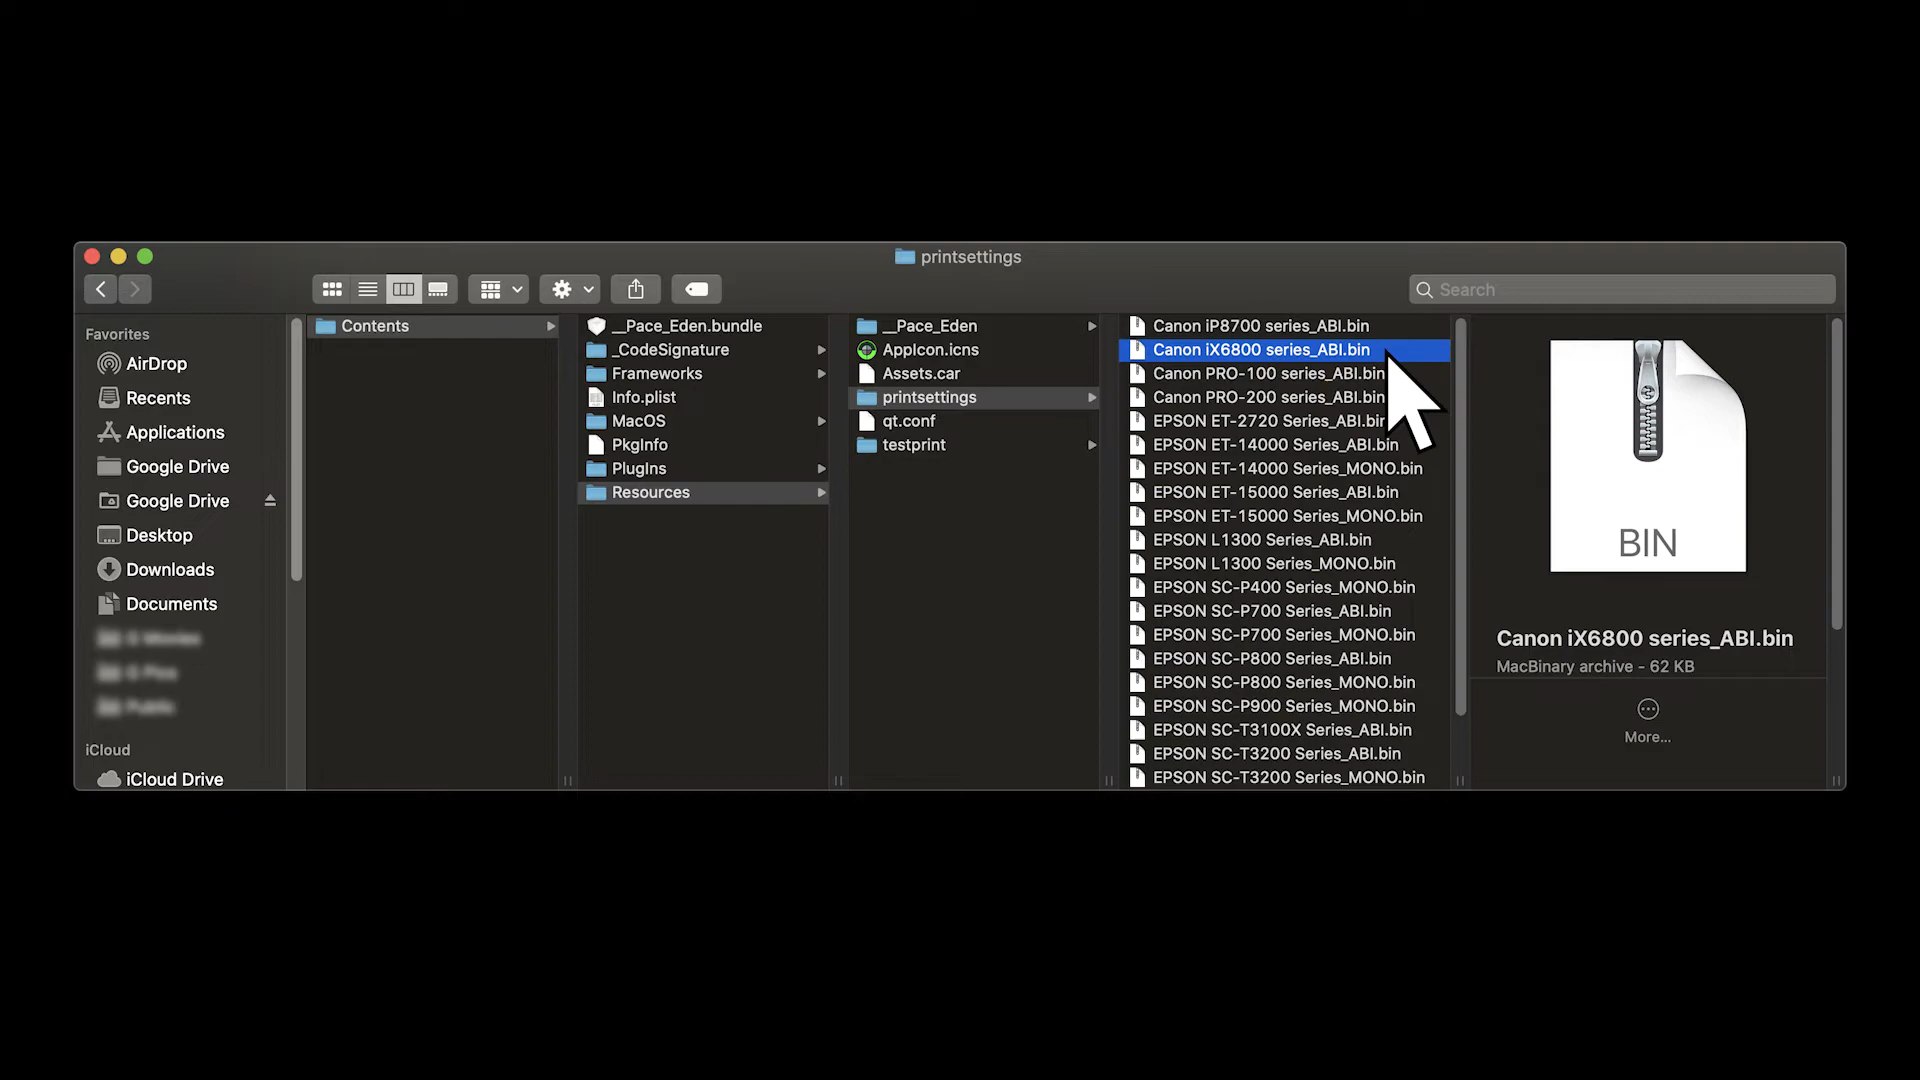 printsettings
Search
Favorites
AirDrop
Recents
Applications
Google Drive
Google Drive
Desktop
Downloads
Documents
iCloud
iCloud Drive
Contents
__Pace_Eden.bundle
_CodeSignature
Frameworks
Info.plist
MacOS
PkgInfo
PlugIns
Resources
__Pace_Eden
AppIcon.icns
Assets.car
printsettings
qt.conf
testprint
Canon iP8700 series_ABI.bin
Canon iX6800 series_ABI.bin
Canon PRO-100 series_ABI.bin
Canon PRO-200 series_ABI.bin
EPSON ET-2720 Series_ABI.bin
EPSON ET-14000 Series_ABI.bin
EPSON ET-14000 Series_MONO.bin
EPSON ET-15000 Series_ABI.bin
EPSON ET-15000 Series_MONO.bin
EPSON L1300 Series_ABI.bin
EPSON L1300 Series_MONO.bin
EPSON SC-P400 Series_MONO.bin
EPSON SC-P700 Series_ABI.bin
EPSON SC-P700 Series_MONO.bin
EPSON SC-P800 Series_ABI.bin
EPSON SC-P800 Series_MONO.bin
EPSON SC-P900 Series_MONO.bin
EPSON SC-T3100X Series_ABI.bin
EPSON SC-T3200 Series_ABI.bin
EPSON SC-T3200 Series_MONO.bin
BIN
Canon iX6800 series_ABI.bin
MacBinary archive - 62 KB
More...